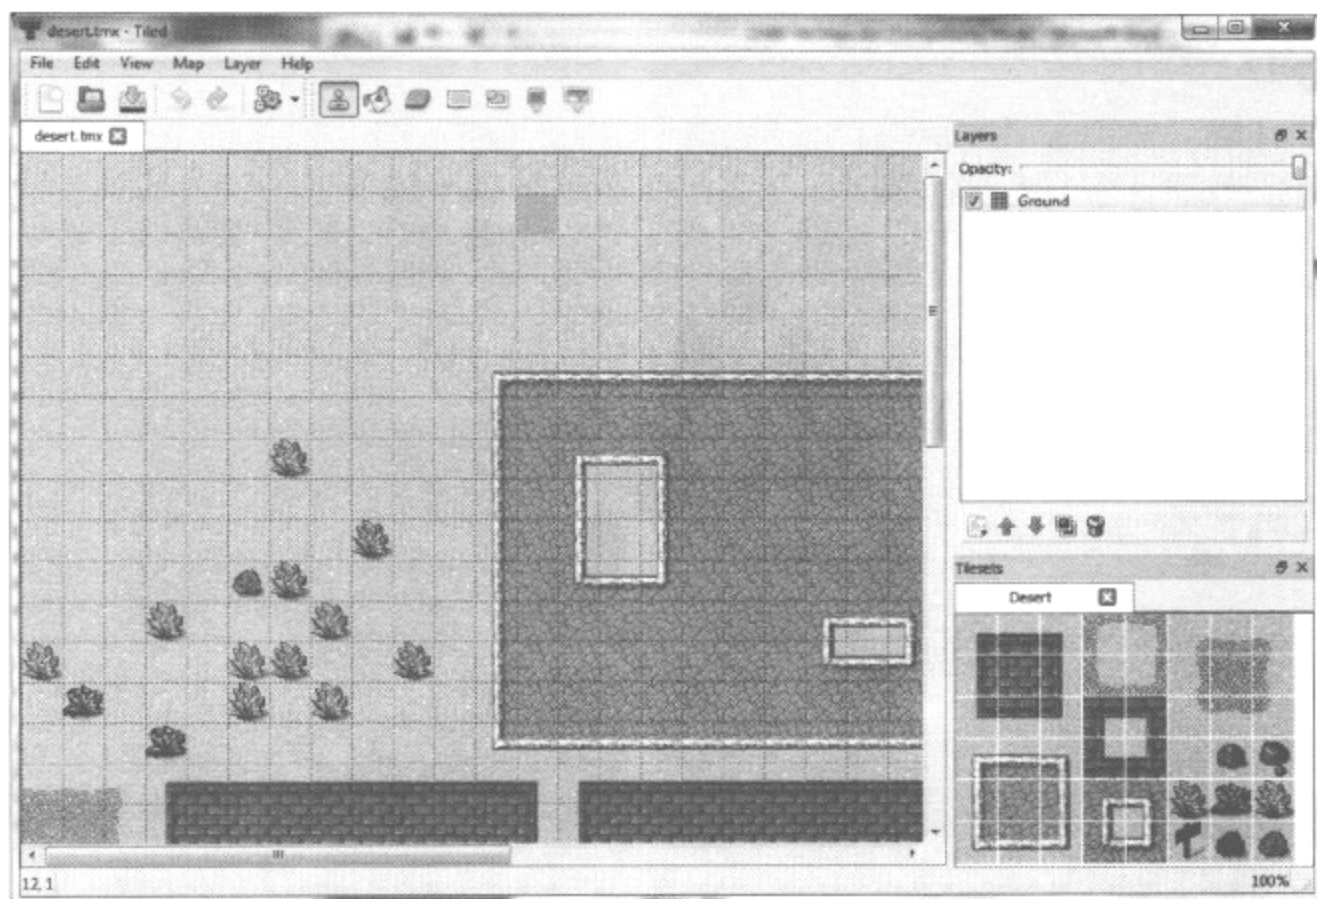 desert.tmx - Tiled
File Edit View Map Layer Help
desert.tmx
Layers
Opacity:
Ground
Tilesets
Desert
12, 1
100%